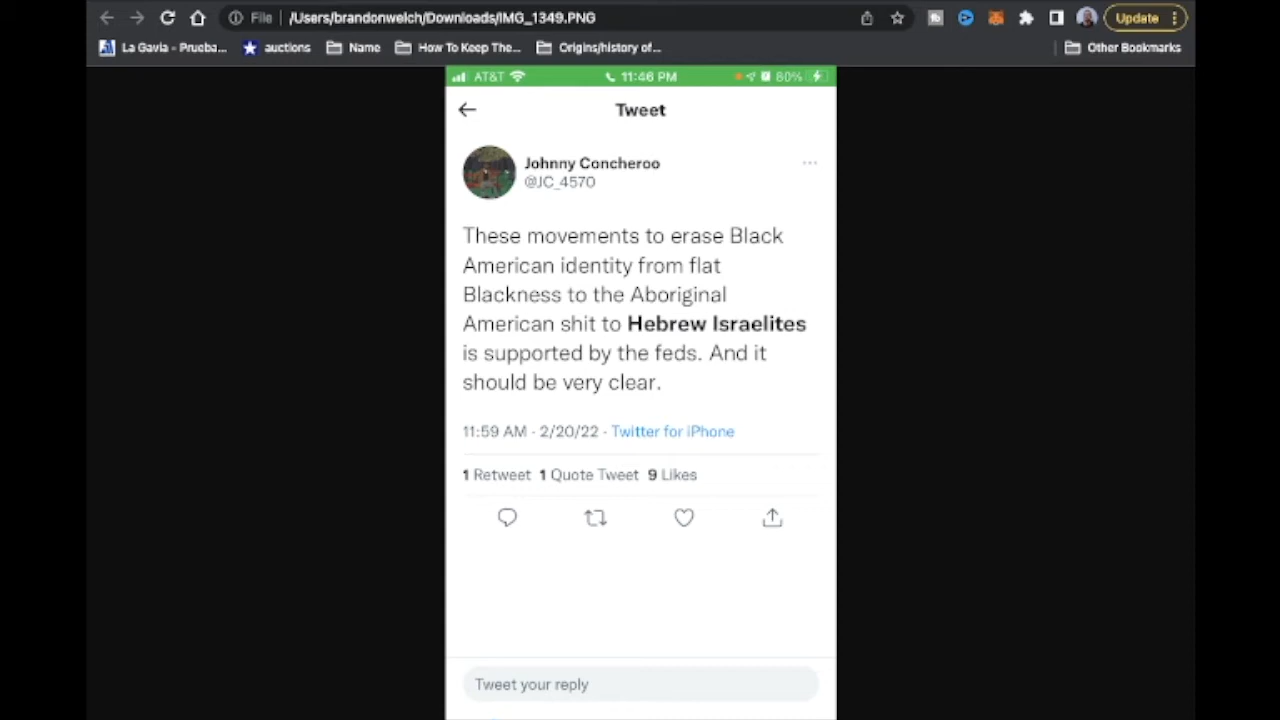 File | /Users/brandonwelch/Downloads/IMG_1349.PNG
Update
La Gavia - Prueba... auctions Name How To Keep The... Origins/history of... Other Bookmarks
AT&T 11:46 PM 80%
Tweet
Johnny Concheroo
@JC_4570
These movements to erase Black
American identity from flat
Blackness to the Aboriginal
American shit to Hebrew Israelites
is supported by the feds. And it
should be very clear.
11:59 AM · 2/20/22 · Twitter for iPhone
1 Retweet 1 Quote Tweet 9 Likes
Tweet your reply